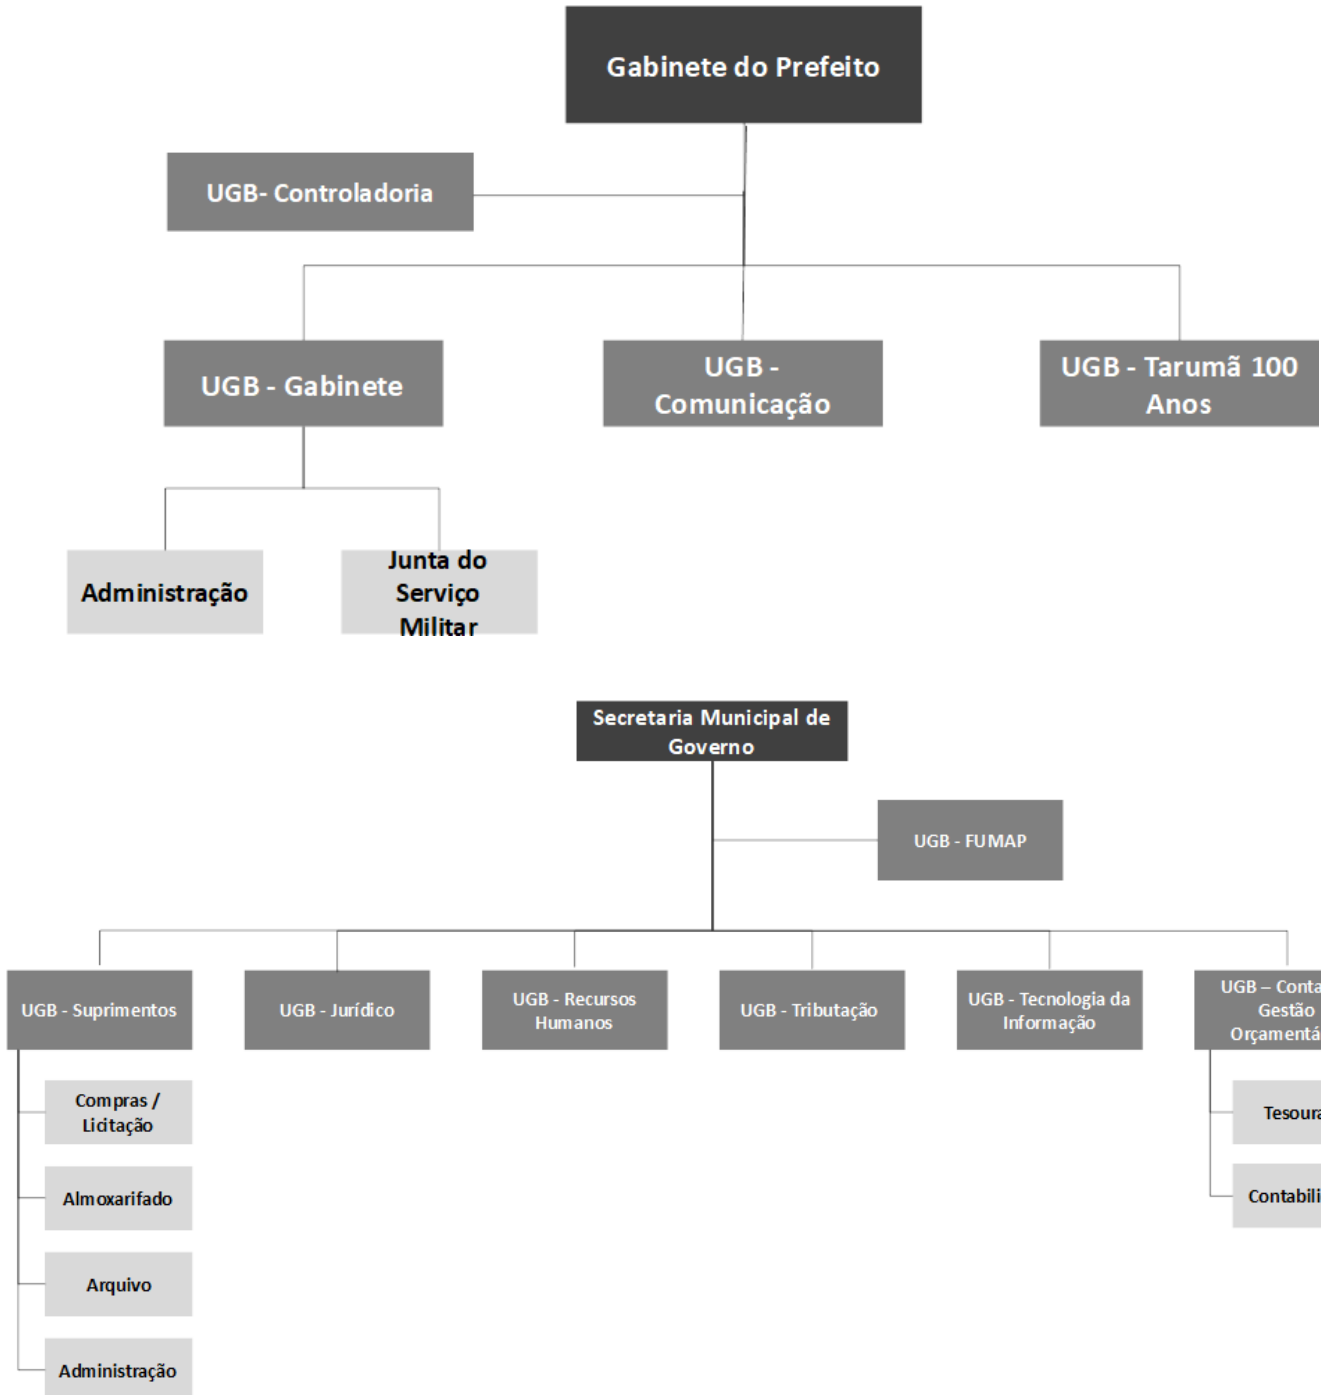 Gabinete do Prefeito
UGB- Controladoria
UGB - Gabinete
UGB -
Comunicação
UGB - Tarumã 100
Anos
Administração
Junta do
Serviço
Militar
Secretaria Municipal de
Governo
UGB - FUMAP
UGB - Suprimentos
UGB - Jurídico
UGB - Recursos
Humanos
UGB - Tributação
UGB - Tecnologia da
Informação
UGB –
Gestão
Compras /
Licitação
Almoxarifado
Arquivo
Administração